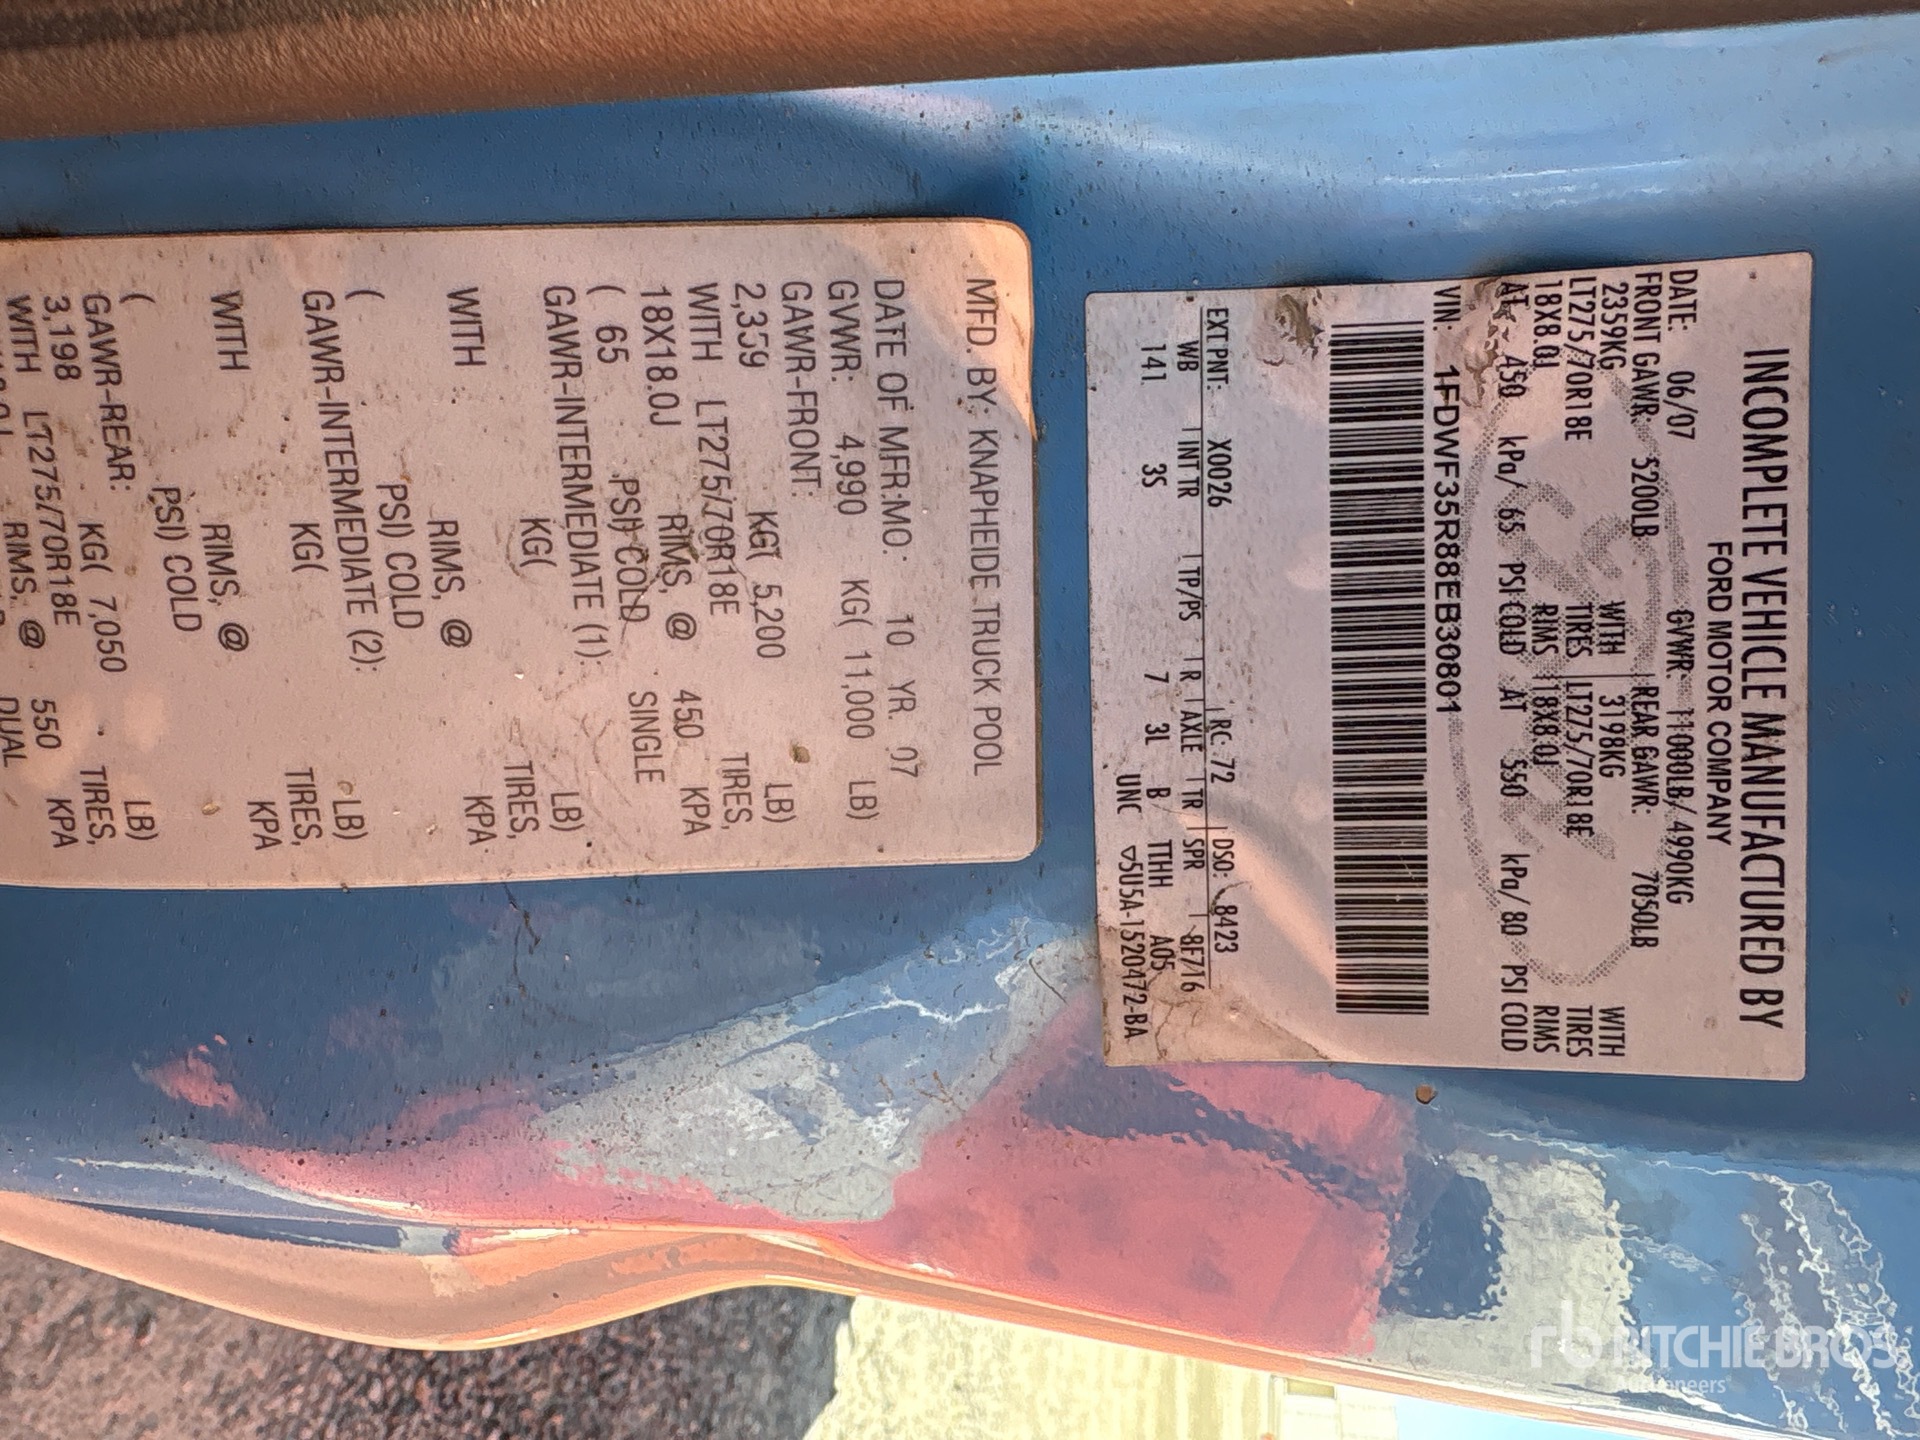 INCOMPLETE VEHICLE MANUFACTURED BY
FORD MOTOR COMPANY
DATE: 06/07 GVWR: 11000LB/ 4990KG
FRONT GAWR: 5200LB REAR GAWR: 7050LB
2359KG WITH 3198KG WITH
LT275/70R18E TIRES LT275/70R18E TIRES
18X8.0J RIMS 18X8.0J RIMS
AT 450 kPa/ 65 PSI COLD AT 550 kPa/ 80 PSI COLD
VIN: 1FDWF35R88EB30801
EXT PNT: X0026 RC: 72 DSO: 8423
WB INT TR TP/PS R AXLE TR SPR 8F716
141 3S 7 3L B TTHH A05
UNC ▽5U5A-1520472-BA
MFD. BY: KNAPHEIDE TRUCK POOL
DATE OF MFR:MO: 10 YR. 07
GVWR: 4,990 KG( 11,000 LB)
GAWR-FRONT:
2,359 KG( 5,200 LB)
WITH LT275/70R18E TIRES,
18X18.0J RIMS, @ 450 KPA
( 65 PSI) COLD SINGLE
GAWR-INTERMEDIATE (1):
KG( LB)
WITH TIRES,
RIMS, @ KPA
( PSI) COLD
GAWR-INTERMEDIATE (2):
KG( LB)
WITH TIRES,
RIMS, @ KPA
( PSI) COLD
GAWR-REAR:
3,198 KG( 7,050 LB)
WITH LT275/70R18E TIRES,
RIMS, @ 550 KPA
DUAL
rb RITCHIE BROS
Auctioneers